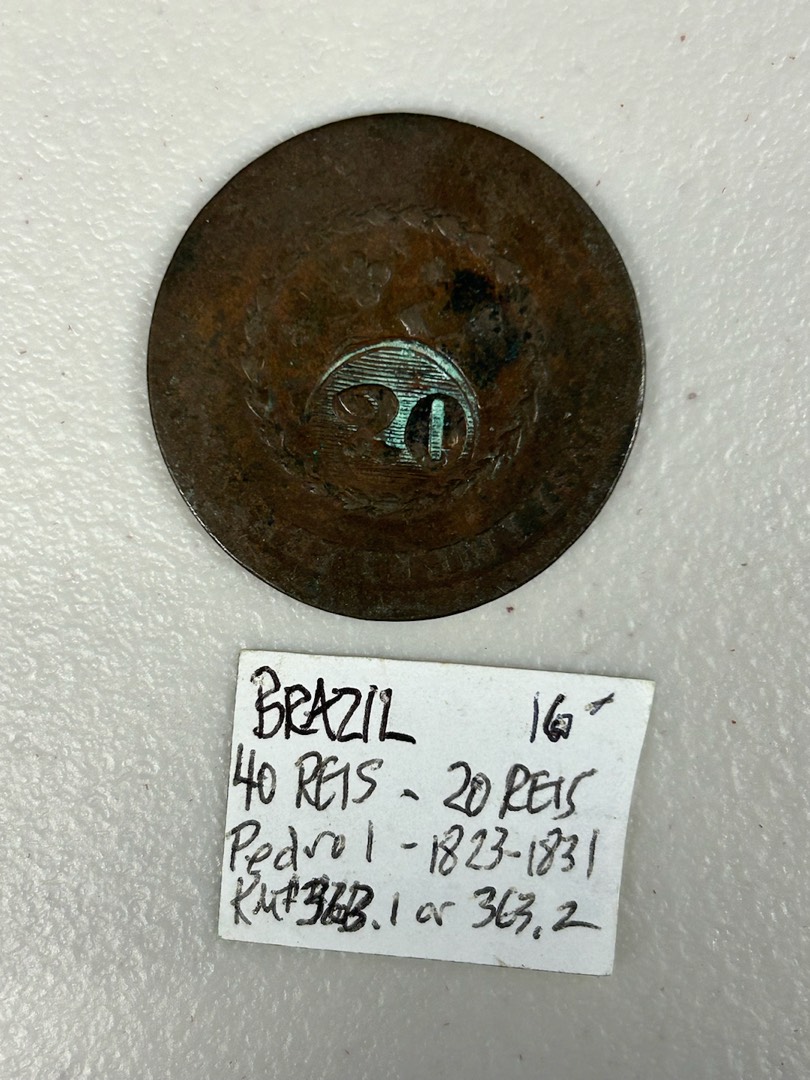 20
BRAZIL 16
40 REIS - 20 REIS
Pedro I - 1823-1831
KM# 363.1 or 363.2